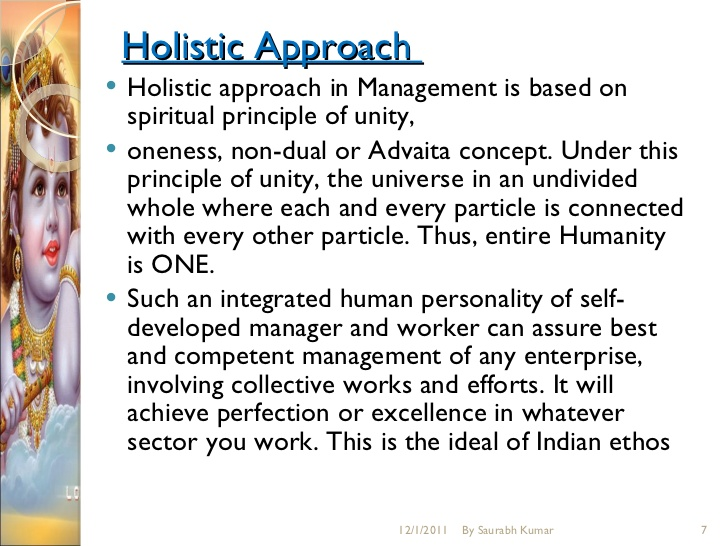 Holistic Approach
• Holistic approach in Management is based on
spiritual principle of unity,
• oneness, non-dual or Advaita concept. Under this
principle of unity, the universe in an undivided
whole where each and every particle is connected
with every other particle. Thus, entire Humanity
is ONE.
• Such an integrated human personality of self-
developed manager and worker can assure best
and competent management of any enterprise,
involving collective works and efforts. It will
achieve perfection or excellence in whatever
sector you work. This is the ideal of Indian ethos
12/1/2011 By Saurabh Kumar 7